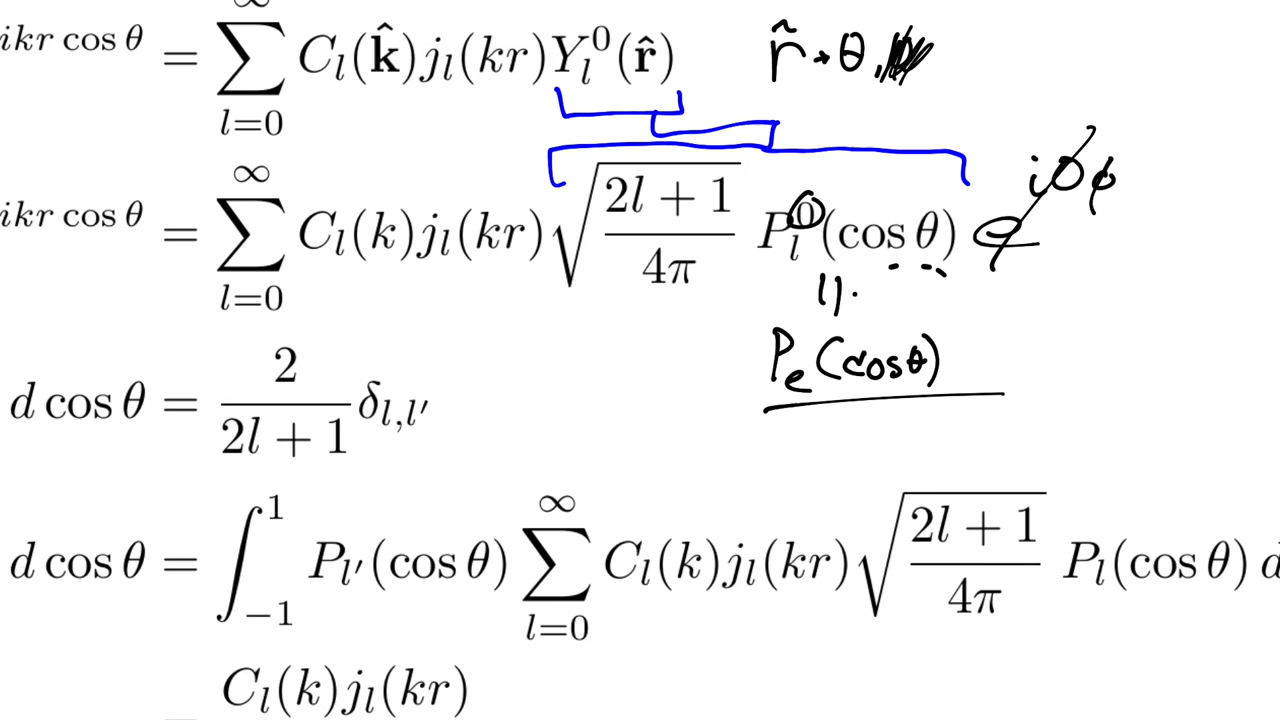 ikr cos θ = ∑ l=0 ∞ C_l(k̂) j_l(kr) Y_l^0(r̂) r̂ → θ,
ikr cos θ = ∑ l=0 ∞ C_l(k) j_l(kr) √((2l + 1)/(4π)) P_l^0(cos θ) e^{i0φ}
P_l(cosθ)
d cos θ = 2/(2l + 1) δ_{l,l′}
d cos θ = ∫_{−1}^{1} P_{l′}(cos θ) ∑ l=0 ∞ C_l(k) j_l(kr) √((2l + 1)/(4π)) P_l(cos θ) d
C_l(k) j_l(kr)